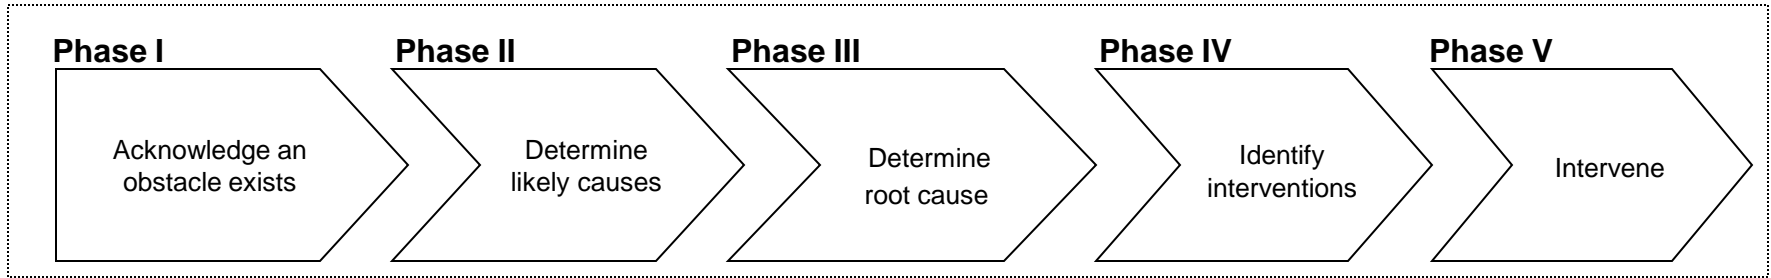 Phase I
Acknowledge an
obstacle exists
Phase II
Determine
likely causes
Phase III
Determine
root cause
Phase IV
Identify
interventions
Phase V
Intervene